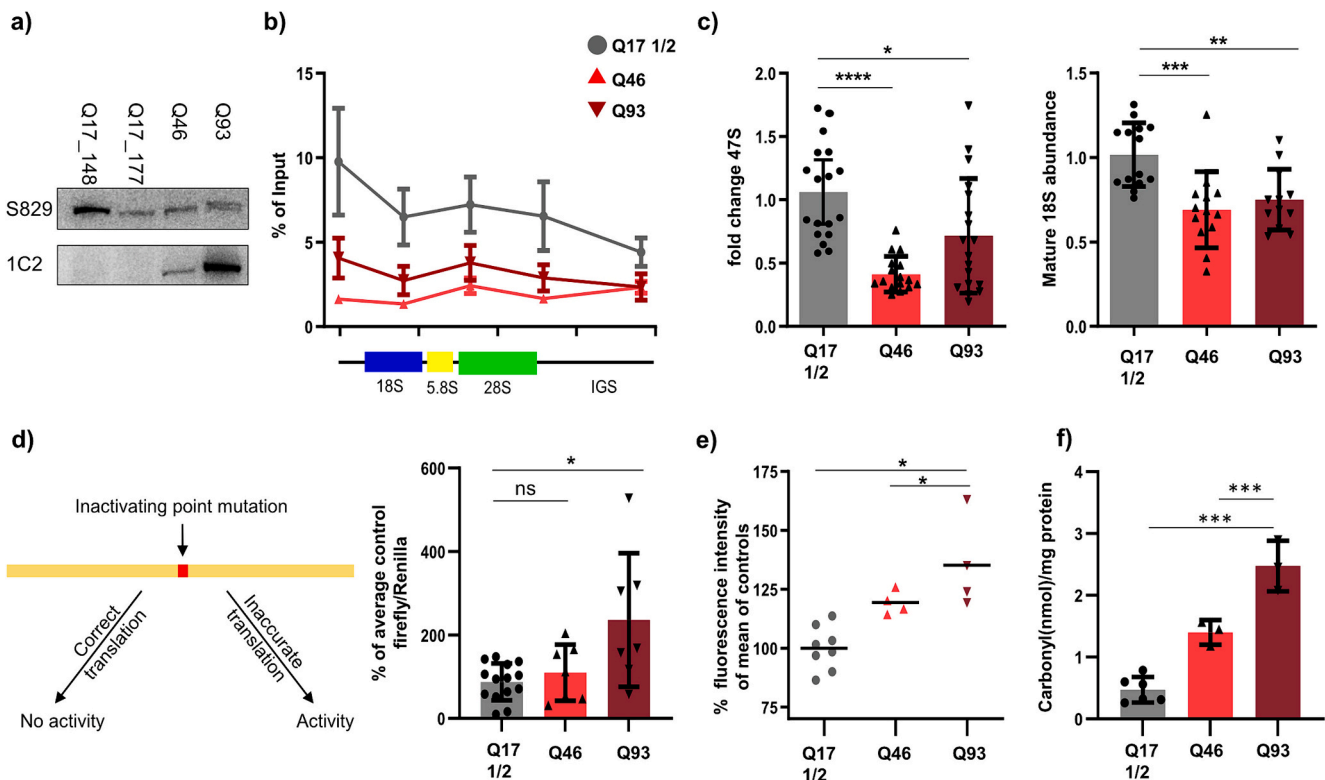 a)
Q17_148
Q17_177
Q46
Q93
S829
1C2
b)
Q17 1/2
Q46
Q93
15
10
5
0
% of Input
18S
5.8S
28S
IGS
c)
*
****
2.0
1.5
1.0
0.5
0.0
fold change 47S
Q17
1/2
Q46
Q93
**
***
1.5
1.0
0.5
0.0
Mature 18S abundance
Q17
1/2
Q46
Q93
d)
Inactivating point mutation
Correct
translation
Inaccurate
translation
No activity
Activity
*
ns
600
400
200
0
% of average control
firefly/Renilla
Q17
1/2
Q46
Q93
e)
*
*
175
150
125
100
75
% fluorescence intensity
of mean of controls
Q17
1/2
Q46
Q93
f)
***
***
4
3
2
1
0
Carbonyl(nmol)/mg protein
Q17
1/2
Q46
Q93